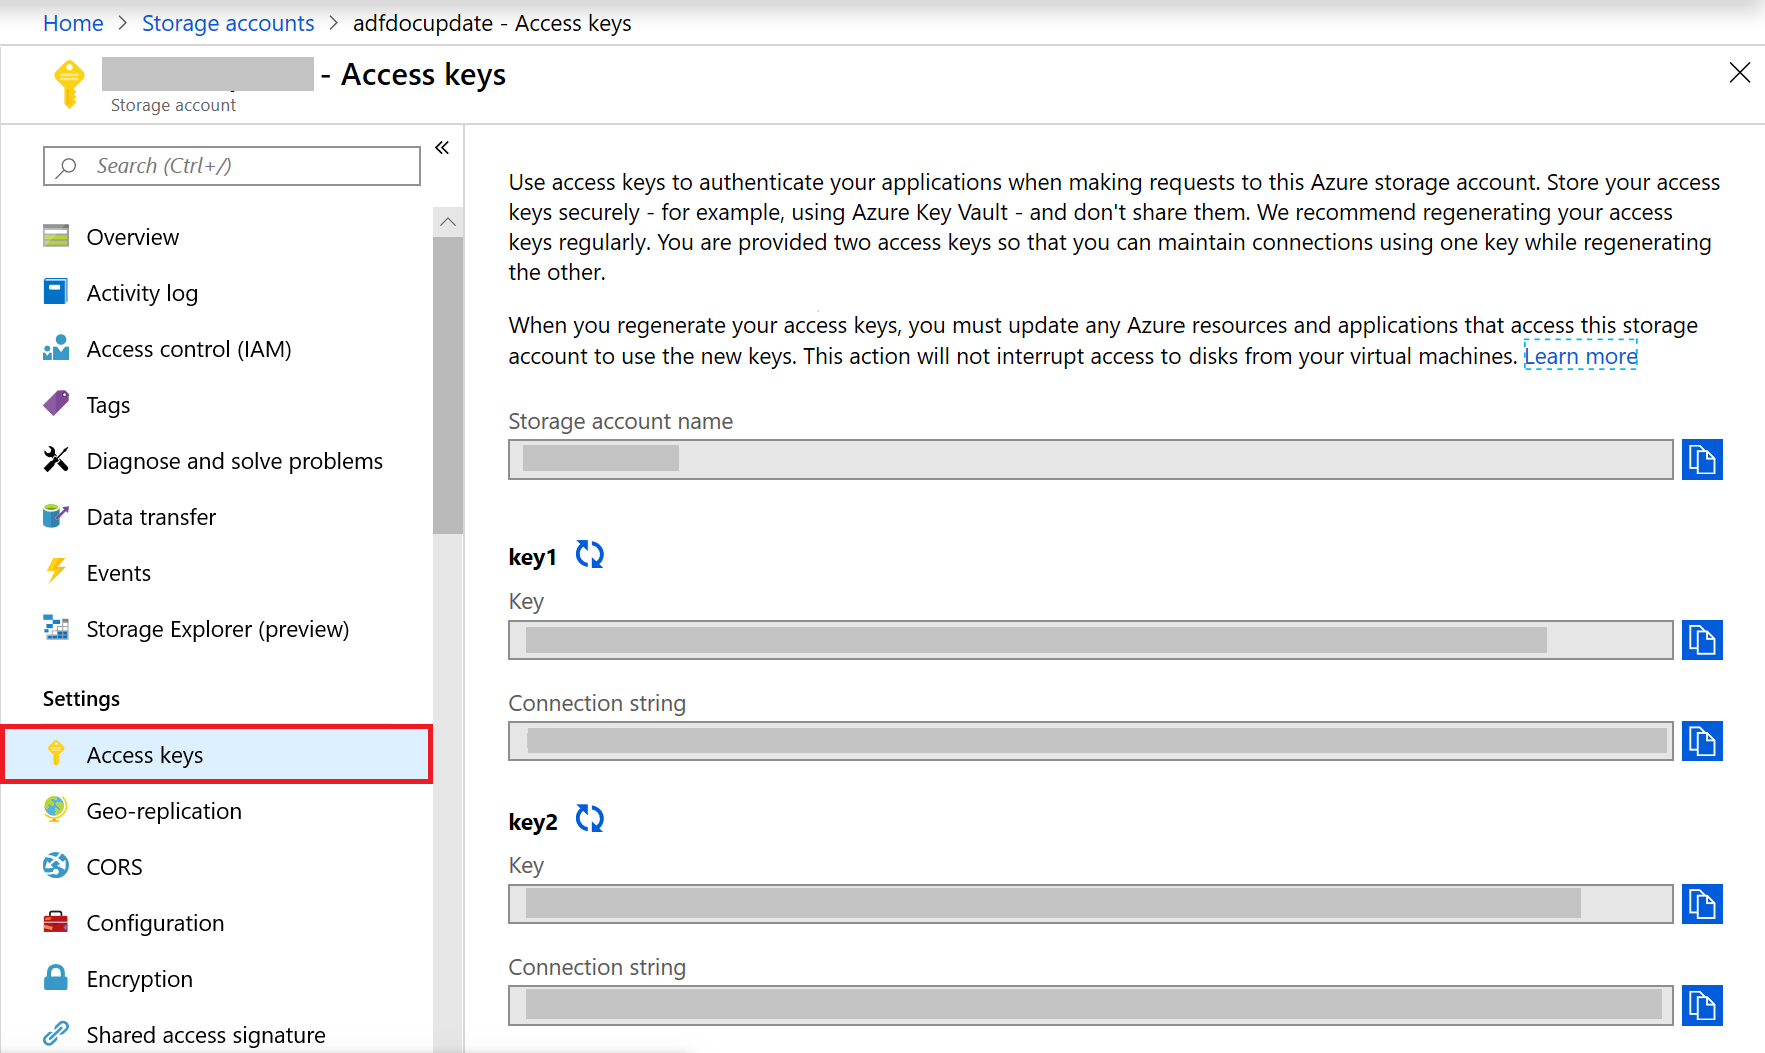 Home > Storage accounts > adfdocupdate - Access keys
- Access keys
Storage account
Search (Ctrl+/)
«
Overview
Activity log
Access control (IAM)
Tags
Diagnose and solve problems
Data transfer
Events
Storage Explorer (preview)
Settings
Access keys
Geo-replication
CORS
Configuration
Encryption
Shared access signature
Use access keys to authenticate your applications when making requests to this Azure storage account. Store your access
keys securely - for example, using Azure Key Vault - and don't share them. We recommend regenerating your access
keys regularly. You are provided two access keys so that you can maintain connections using one key while regenerating
the other.
When you regenerate your access keys, you must update any Azure resources and applications that access this storage
account to use the new keys. This action will not interrupt access to disks from your virtual machines. Learn more
Storage account name
key1
Key
Connection string
key2
Key
Connection string